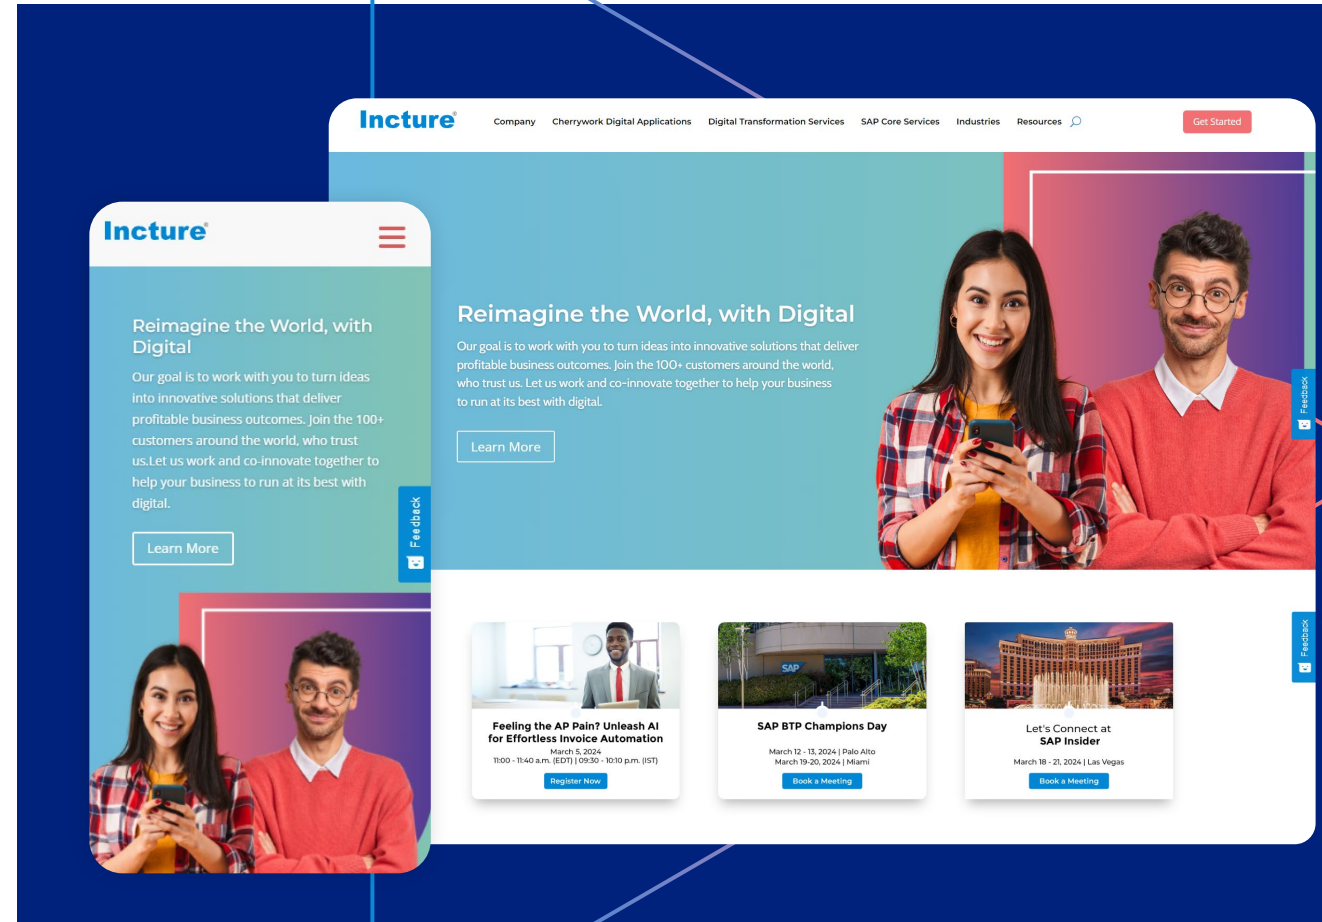 Incture®
Company Cherrywork Digital Applications Digital Transformation Services SAP Core Services Industries Resources
Get Started
Reimagine the World, with Digital
Our goal is to work with you to turn ideas into innovative solutions that deliver
profitable business outcomes. Join the 100+ customers around the world,
who trust us. Let us work and co-innovate together to help your business
to run at its best with digital.
Learn More
Feedback
Incture®
Reimagine the World, with
Digital
Our goal is to work with you to turn ideas
into innovative solutions that deliver
profitable business outcomes. Join the 100+
customers around the world, who trust
us.Let us work and co-innovate together to
help your business to run at its best with
digital.
Learn More
Feedback
Feeling the AP Pain? Unleash AI
for Effortless Invoice Automation
March 5, 2024
11:00 - 11:40 a.m. (EDT) | 09:30 - 10:10 p.m. (IST)
Register Now
SAP
SAP BTP Champions Day
March 12 - 13, 2024 | Palo Alto
March 19-20, 2024 | Miami
Book a Meeting
Let's Connect at
SAP Insider
March 18 - 21, 2024 | Las Vegas
Book a Meeting
Feedback